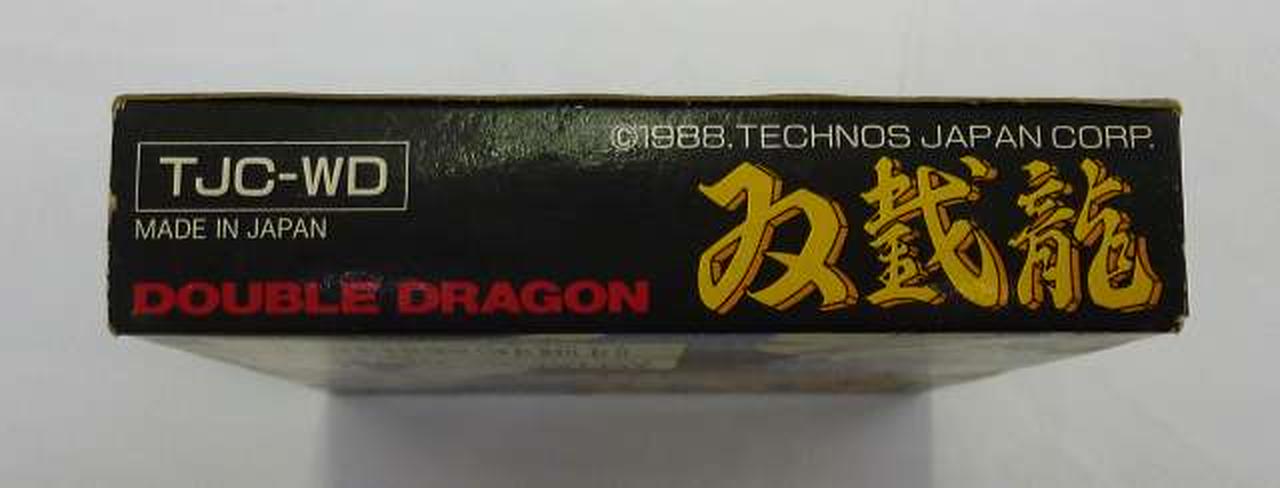 ©1988.TECHNOS JAPAN CORP.
TJC-WD
MADE IN JAPAN
DOUBLE DRAGON
双截龍